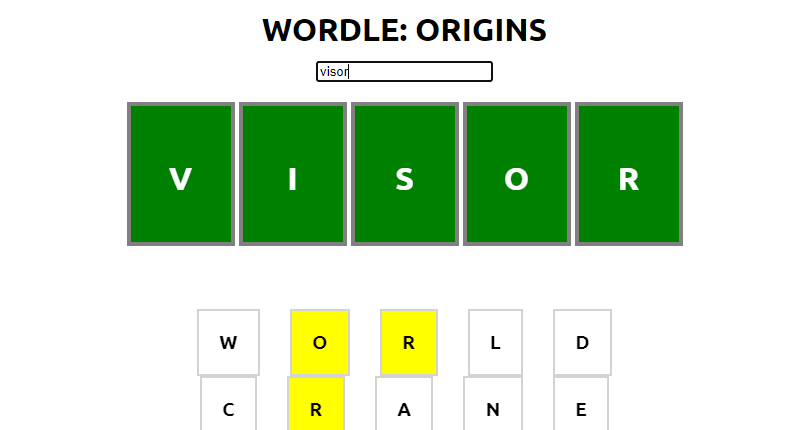 WORDLE: ORIGINS
visor
V I S O R
W O R L D
C R A N E